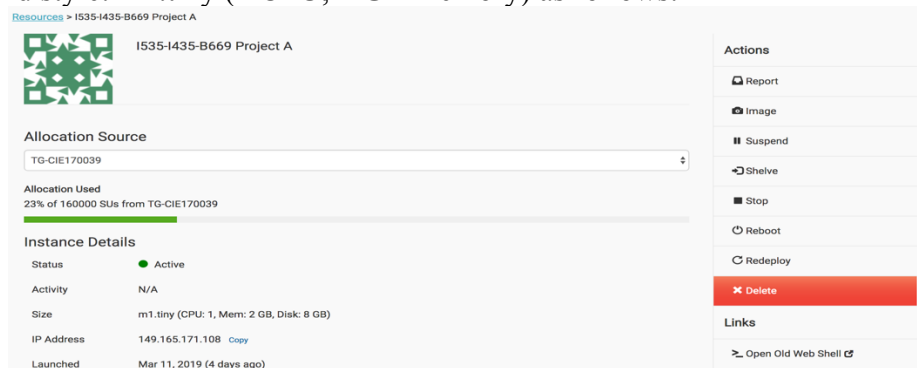 Resources > I535-I435-B669 Project A
I535-I435-B669 Project A
Allocation Source
TG-CIE170039
Allocation Used
23% of 160000 SUs from TG-CIE170039
Instance Details
Status Active
Activity N/A
Size m1.tiny (CPU: 1, Mem: 2 GB, Disk: 8 GB)
IP Address 149.165.171.108 Copy
Launched Mar 11, 2019 (4 days ago)
Actions
Report
Image
Suspend
Shelve
Stop
Reboot
Redeploy
Delete
Links
Open Old Web Shell